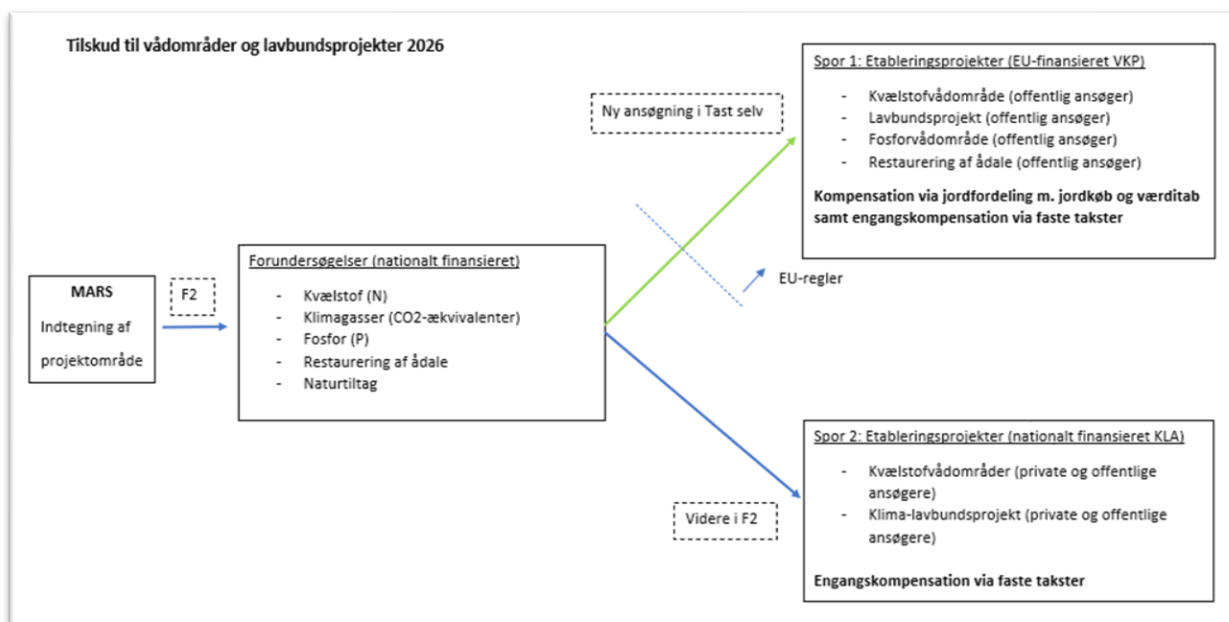 Tilskud til vådområder og lavbundsprojekter 2026
MARS
Indtegning af
projektområde
F2
Forundersøgelser (nationalt finansieret)
- Kvælstof (N)
- Klimagasser (CO2-ækvivalenter)
- Fosfor (P)
- Restaurering af ådale
- Naturtiltag
Ny ansøgning i Tast selv
EU-regler
Videre i F2
Spor 1: Etableringsprojekter (EU-finansieret VKP)
- Kvælstofvådområde (offentlig ansøger)
- Lavbundsprojekt (offentlig ansøger)
- Fosforvådområde (offentlig ansøger)
- Restaurering af ådale (offentlig ansøger)
Kompensation via jordfordeling m. jordkøb og værditab
samt engangskompensation via faste takster
Spor 2: Etableringsprojekter (nationalt finansieret KLA)
- Kvælstofvådområder (private og offentlige
ansøgere)
- Klima-lavbundsprojekt (private og offentlige
ansøgere)
Engangskompensation via faste takster